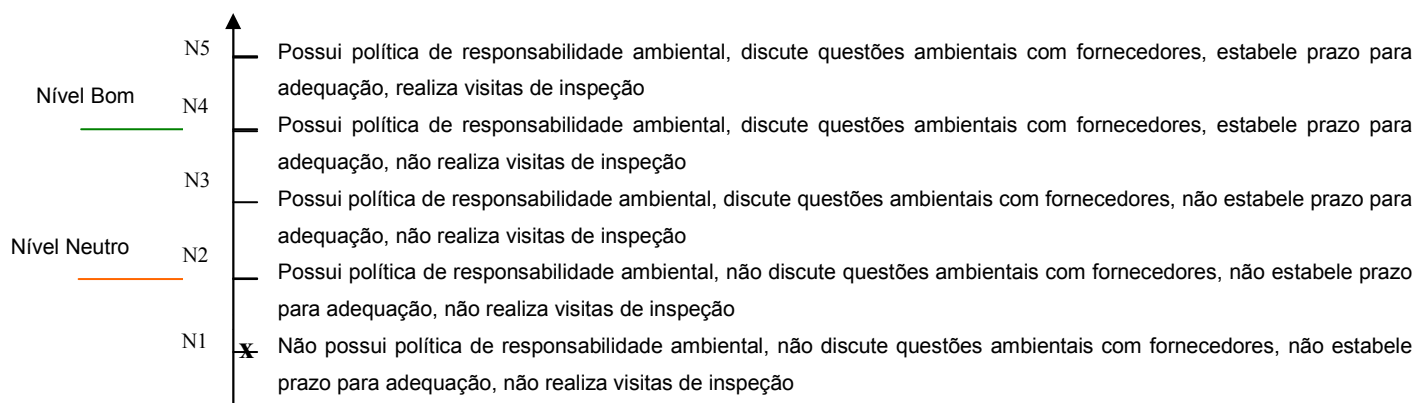 N5 Possui política de responsabilidade ambiental, discute questões ambientais com fornecedores, estabele prazo para
adequação, realiza visitas de inspeção
Nível Bom
N4 Possui política de responsabilidade ambiental, discute questões ambientais com fornecedores, estabele prazo para
adequação, não realiza visitas de inspeção
N3 Possui política de responsabilidade ambiental, discute questões ambientais com fornecedores, não estabele prazo para
adequação, não realiza visitas de inspeção
Nível Neutro
N2 Possui política de responsabilidade ambiental, não discute questões ambientais com fornecedores, não estabele prazo
para adequação, não realiza visitas de inspeção
N1 X Não possui política de responsabilidade ambiental, não discute questões ambientais com fornecedores, não estabele
prazo para adequação, não realiza visitas de inspeção